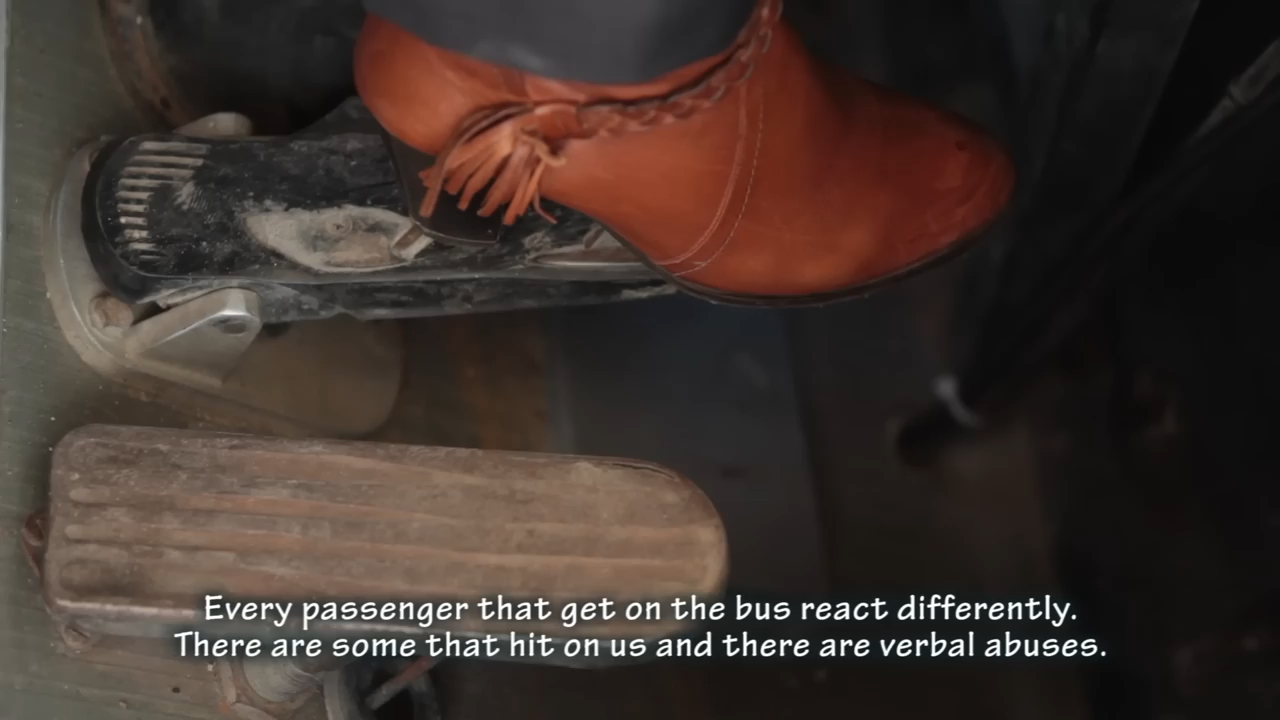 Every passenger that get on the bus react differently.
There are some that hit on us and there are verbal abuses.